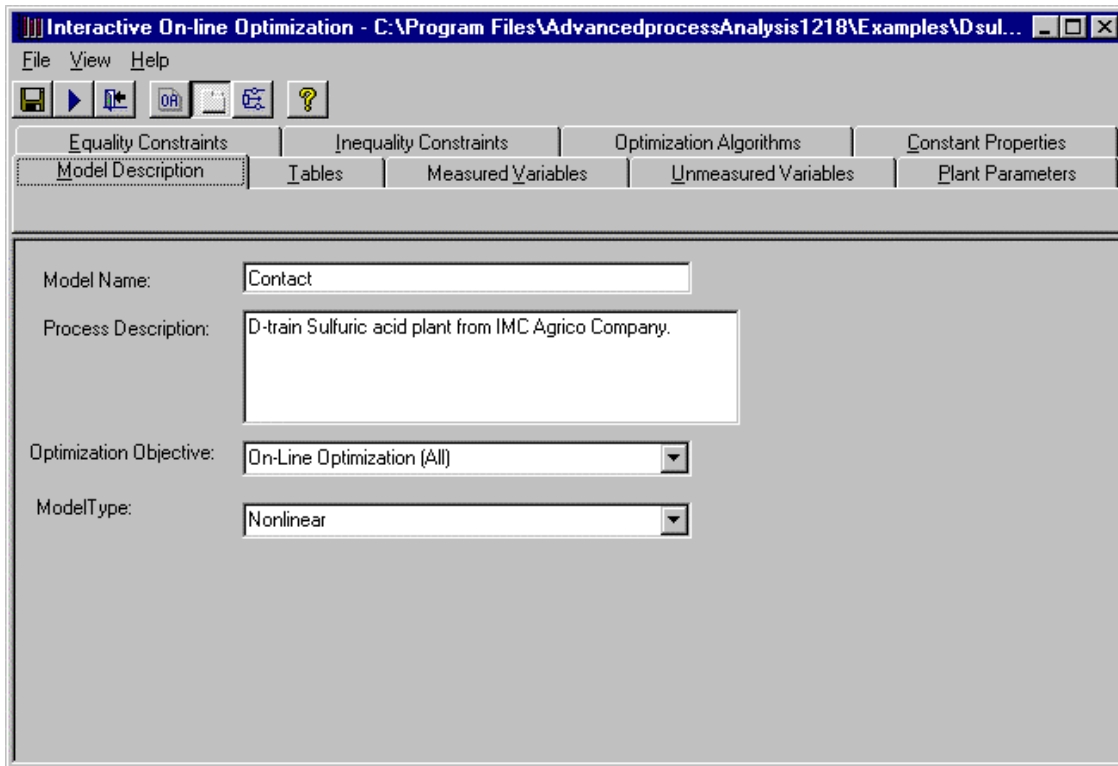 Interactive On-line Optimization - C:\Program Files\AdvancedprocessAnalysis1218\Examples\Dsul...
File View Help
OA ?
Equality Constraints Inequality Constraints Optimization Algorithms Constant Properties
Model Description Tables Measured Variables Unmeasured Variables Plant Parameters
Model Name: Contact
Process Description: D-train Sulfuric acid plant from IMC Agrico Company.
Optimization Objective: On-Line Optimization (All)
ModelType: Nonlinear